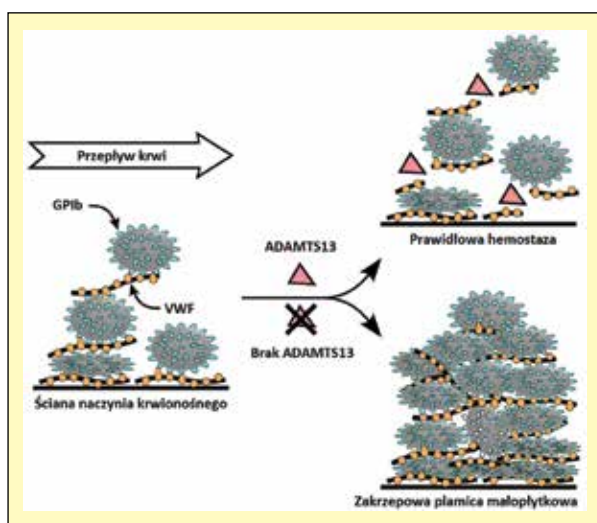 Przepływ krwi
GPIb
VWF
Ściana naczynia krwionośnego
ADAMTS13
Brak ADAMTS13
Prawidłowa hemostaza
Zakrzepowa plamica małopłytkowa